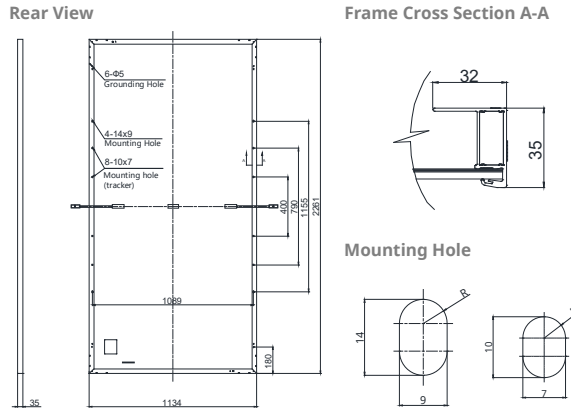 Rear View
Frame Cross Section A-A
6-Φ5
Grounding Hole
4-14x9
Mounting Hole
8-10x7
Mounting hole
(tracker)
400
790
1155
2261
1089
180
35
1134
32
35
Mounting Hole
R
14
9
10
7